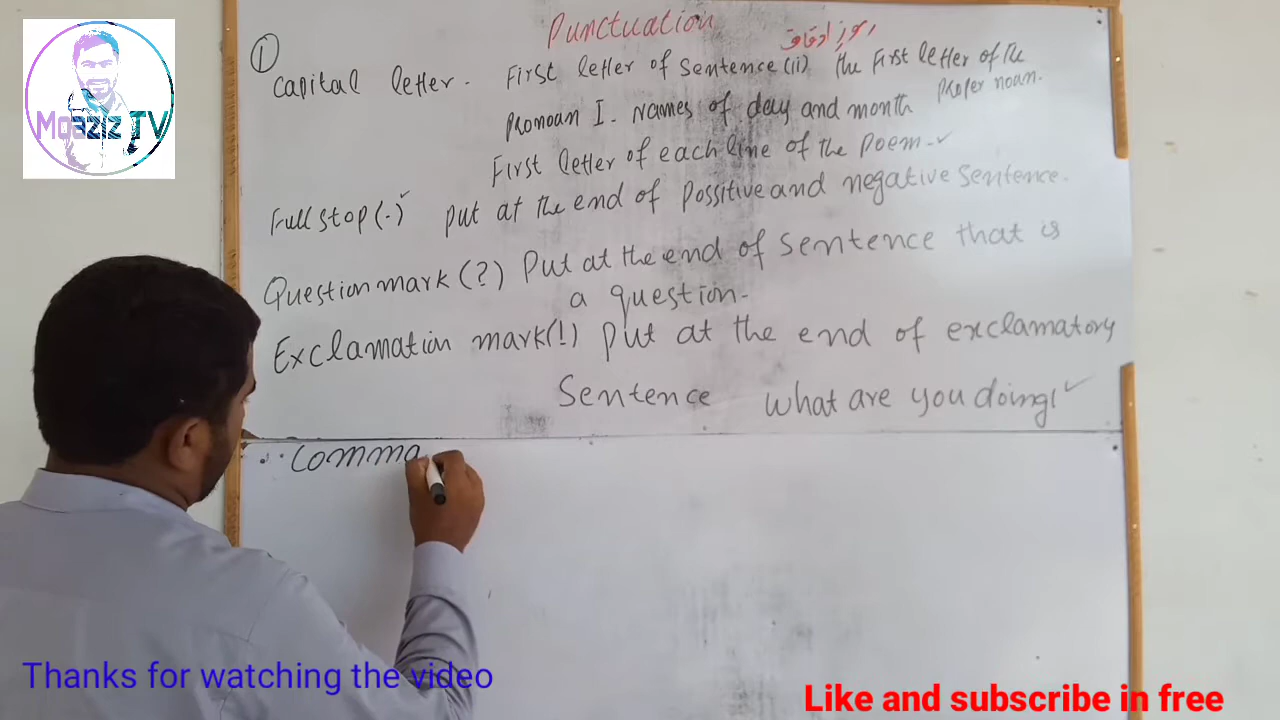 Moaziz TV
Punctuation رموز اوقاف
① Capital letter. First letter of Sentence (ii) the First letter of the Proper noan.
Pronoan I. Names of day and month
First letter of each line of the Poem-✓
Full stop (.)✓ Put at the end of Possitive and negative Sentence.
Question mark (?) Put at the end of Sentence that is
a question-
Exclamation mark(!) Put at the end of exclamatory
Sentence What are you doing! ✓
Comma
Thanks for watching the video
Like and subscribe in free